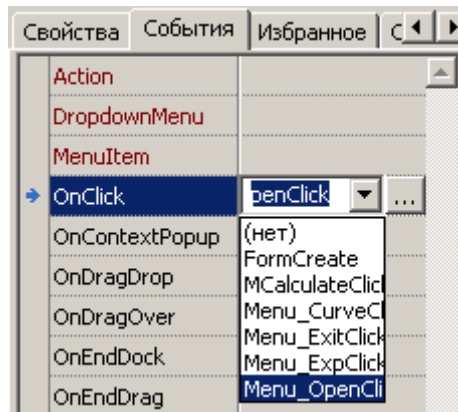 Свойства События Избранное
Action
DropdownMenu
MenuItem
OnClick penClick ...
OnContextPopup (нет)
FormCreate
OnDragDrop MCalculateClic
OnDragOver Menu_CurveCl
Menu_ExitClick
OnEndDock Menu_ExpClick
OnEndDrag Menu_OpenCli